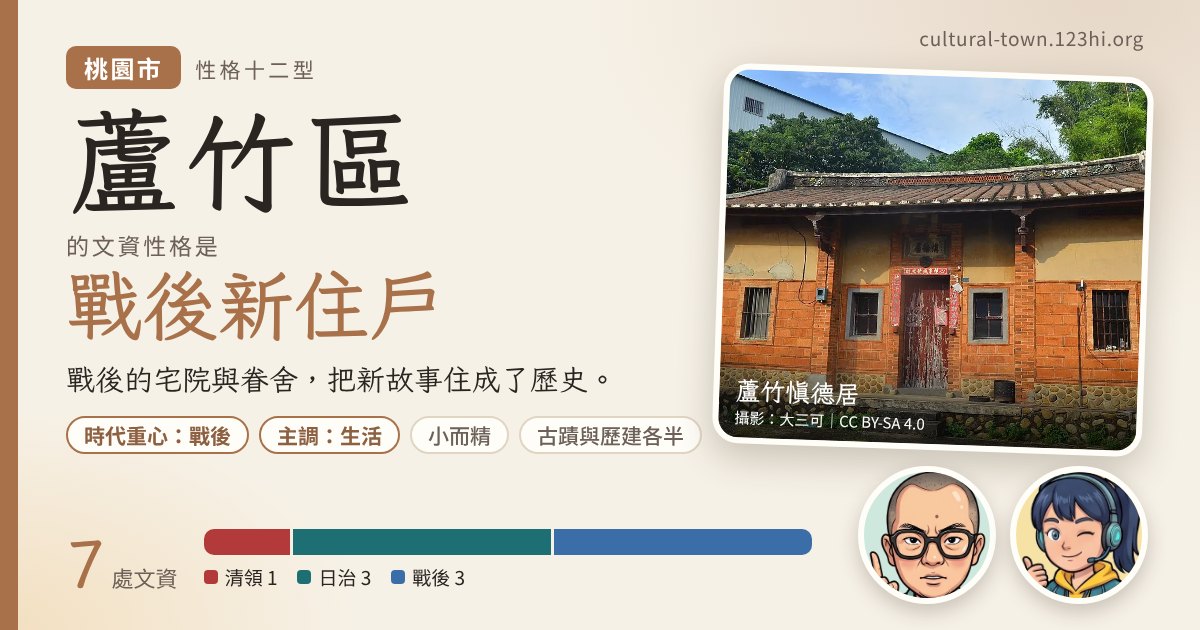 桃園市 性格十二型
cultural-town.123hi.org
蘆竹區
的文資性格是
戰後新住戶
戰後的宅院與眷舍，把新故事住成了歷史。
時代重心：戰後 主調：生活 小而精 古蹟與歷建各半
蘆竹愼德居
攝影：大三可｜CC BY-SA 4.0
7 處文資
清領 1 日治 3 戰後 3